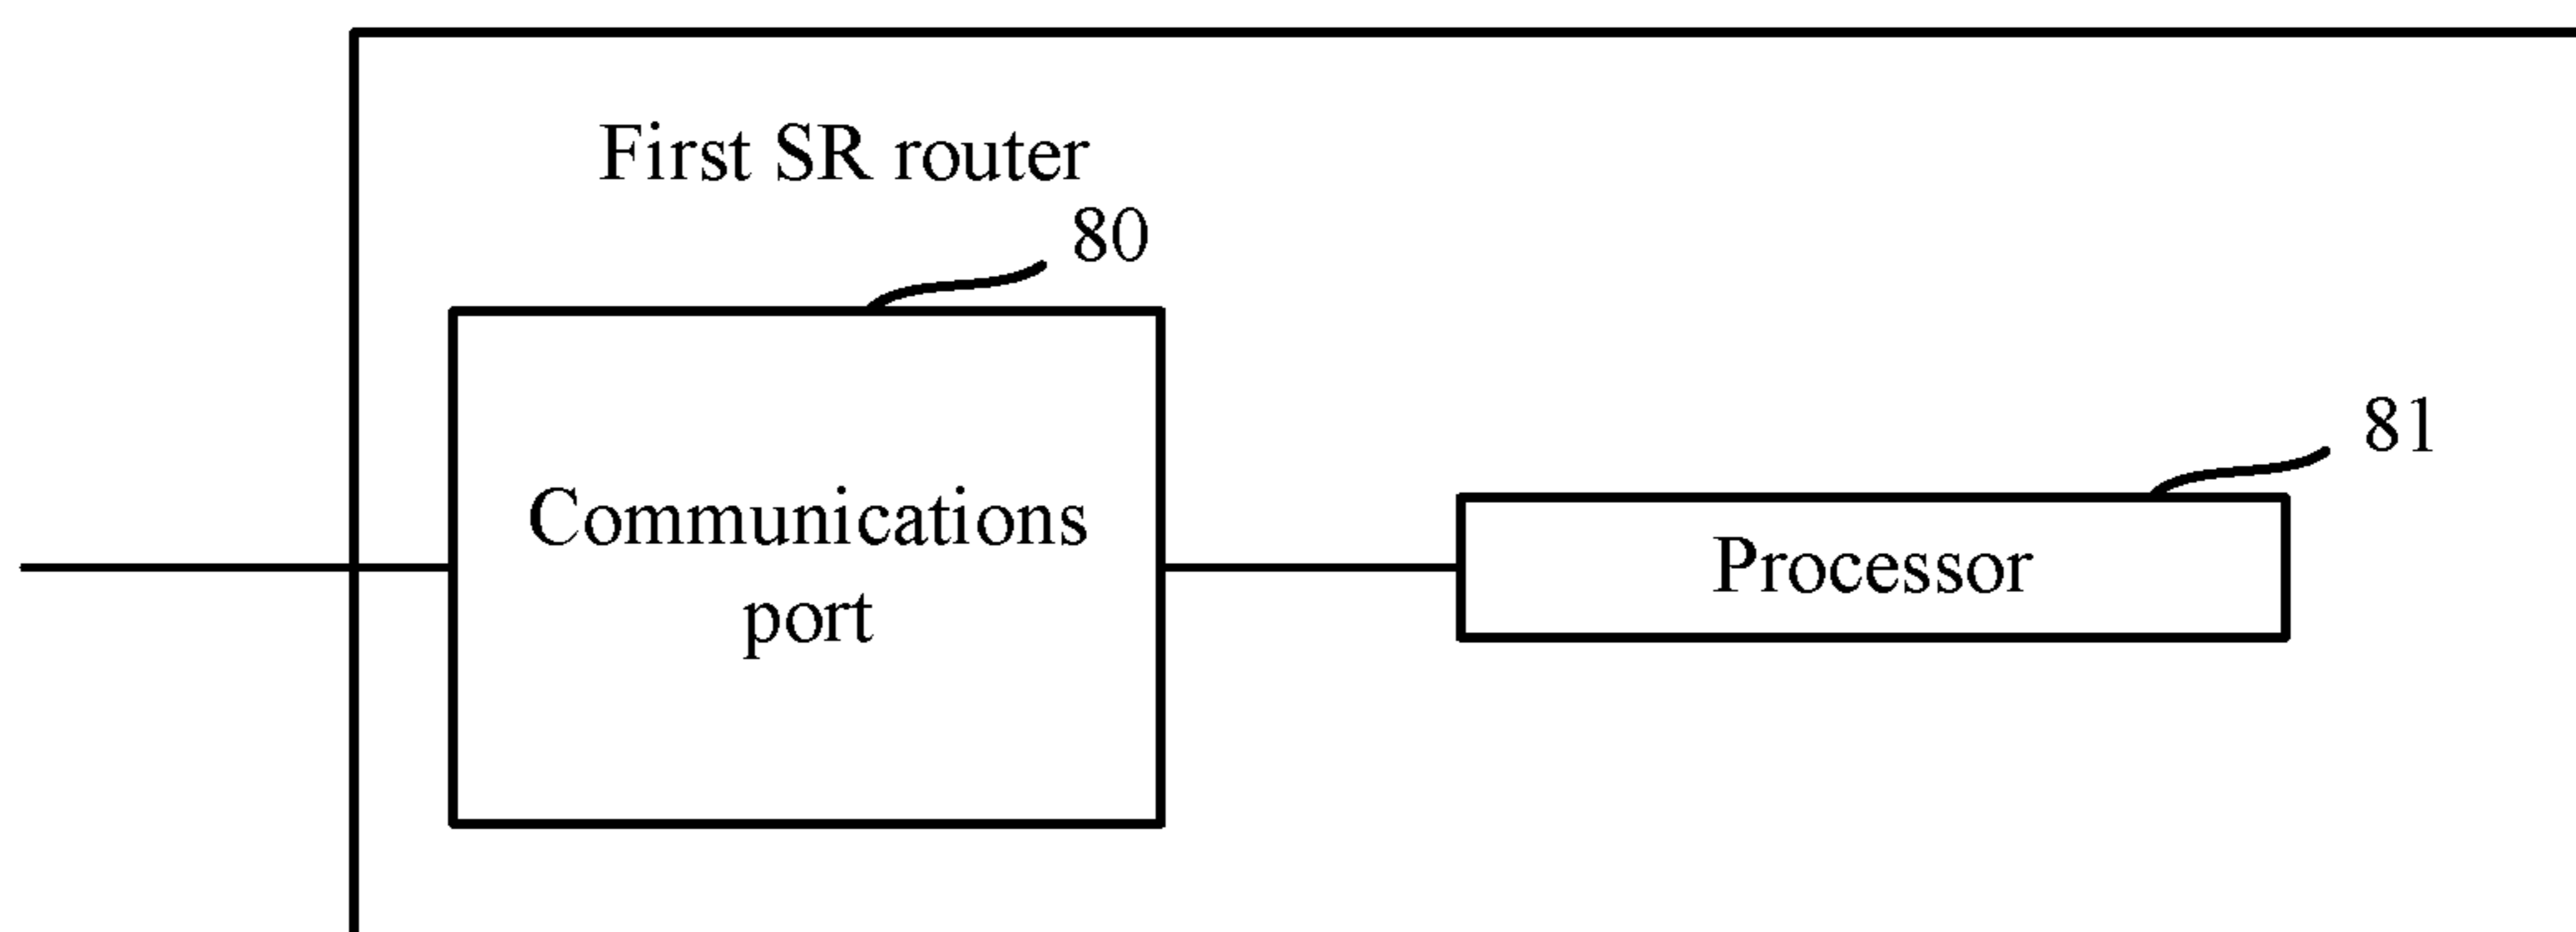 First SR router
80
Communications
port
81
Processor